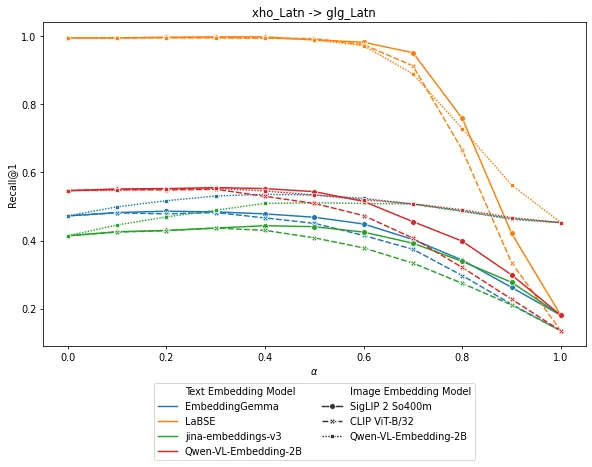 xho_Latn -> glg_Latn
Recall@1
1.0
0.8
0.6
0.4
0.2
0.0 0.2 0.4 0.6 0.8 1.0
α
Text Embedding Model Image Embedding Model
EmbeddingGemma SigLIP 2 So400m
LaBSE CLIP ViT-B/32
jina-embeddings-v3 Qwen-VL-Embedding-2B
Qwen-VL-Embedding-2B